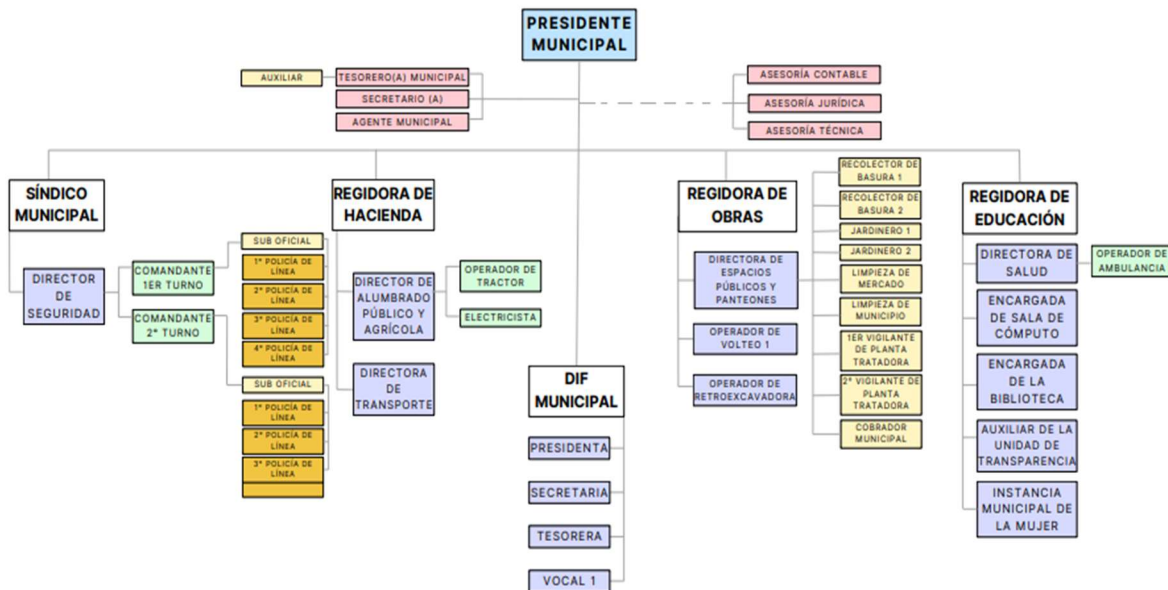 PRESIDENTE
MUNICIPAL
AUXILIAR
TESORERO(A) MUNICIPAL
SECRETARIO (A)
AGENTE MUNICIPAL
ASESORÍA CONTABLE
ASESORÍA JURÍDICA
ASESORÍA TÉCNICA
SÍNDICO
MUNICIPAL
DIRECTOR
DE
SEGURIDAD
COMANDANTE
1ER TURNO
COMANDANTE
2° TURNO
SUB OFICIAL
1° POLICÍA DE
LÍNEA
2° POLICÍA DE
LÍNEA
3° POLICÍA DE
LÍNEA
4° POLICÍA DE
LÍNEA
SUB OFICIAL
1° POLICÍA DE
LÍNEA
2° POLICÍA DE
LÍNEA
3° POLICÍA DE
LÍNEA
REGIDORA DE
HACIENDA
DIRECTOR DE
ALUMBRADO
PÚBLICO Y
AGRÍCOLA
OPERADOR DE
TRACTOR
ELECTRICISTA
DIRECTORA
DE
TRANSPORTE
DIF
MUNICIPAL
PRESIDENTA
SECRETARIA
TESORERA
VOCAL 1
REGIDORA DE
OBRAS
DIRECTORA DE
ESPACIOS
PÚBLICOS Y
PANTEONES
OPERADOR DE
VOLTEO 1
OPERADOR DE
RETROEXCAVADORA
RECOLECTOR DE
BASURA 1
RECOLECTOR DE
BASURA 2
JARDINERO 1
JARDINERO 2
LIMPIEZA DE
MERCADO
LIMPIEZA DE
MUNICIPIO
1ER VIGILANTE
DE PLANTA
TRATADORA
2° VIGILANTE
DE PLANTA
TRATADORA
COBRADOR
MUNICIPAL
REGIDORA DE
EDUCACIÓN
DIRECTORA
DE SALUD
OPERADOR DE
AMBULANCIA
ENCARGADA
DE SALA DE
CÓMPUTO
ENCARGADA
DE LA
BIBLIOTECA
AUXILIAR DE LA
UNIDAD DE
TRANSPARENCIA
INSTANCIA
MUNICIPAL DE
LA MUJER